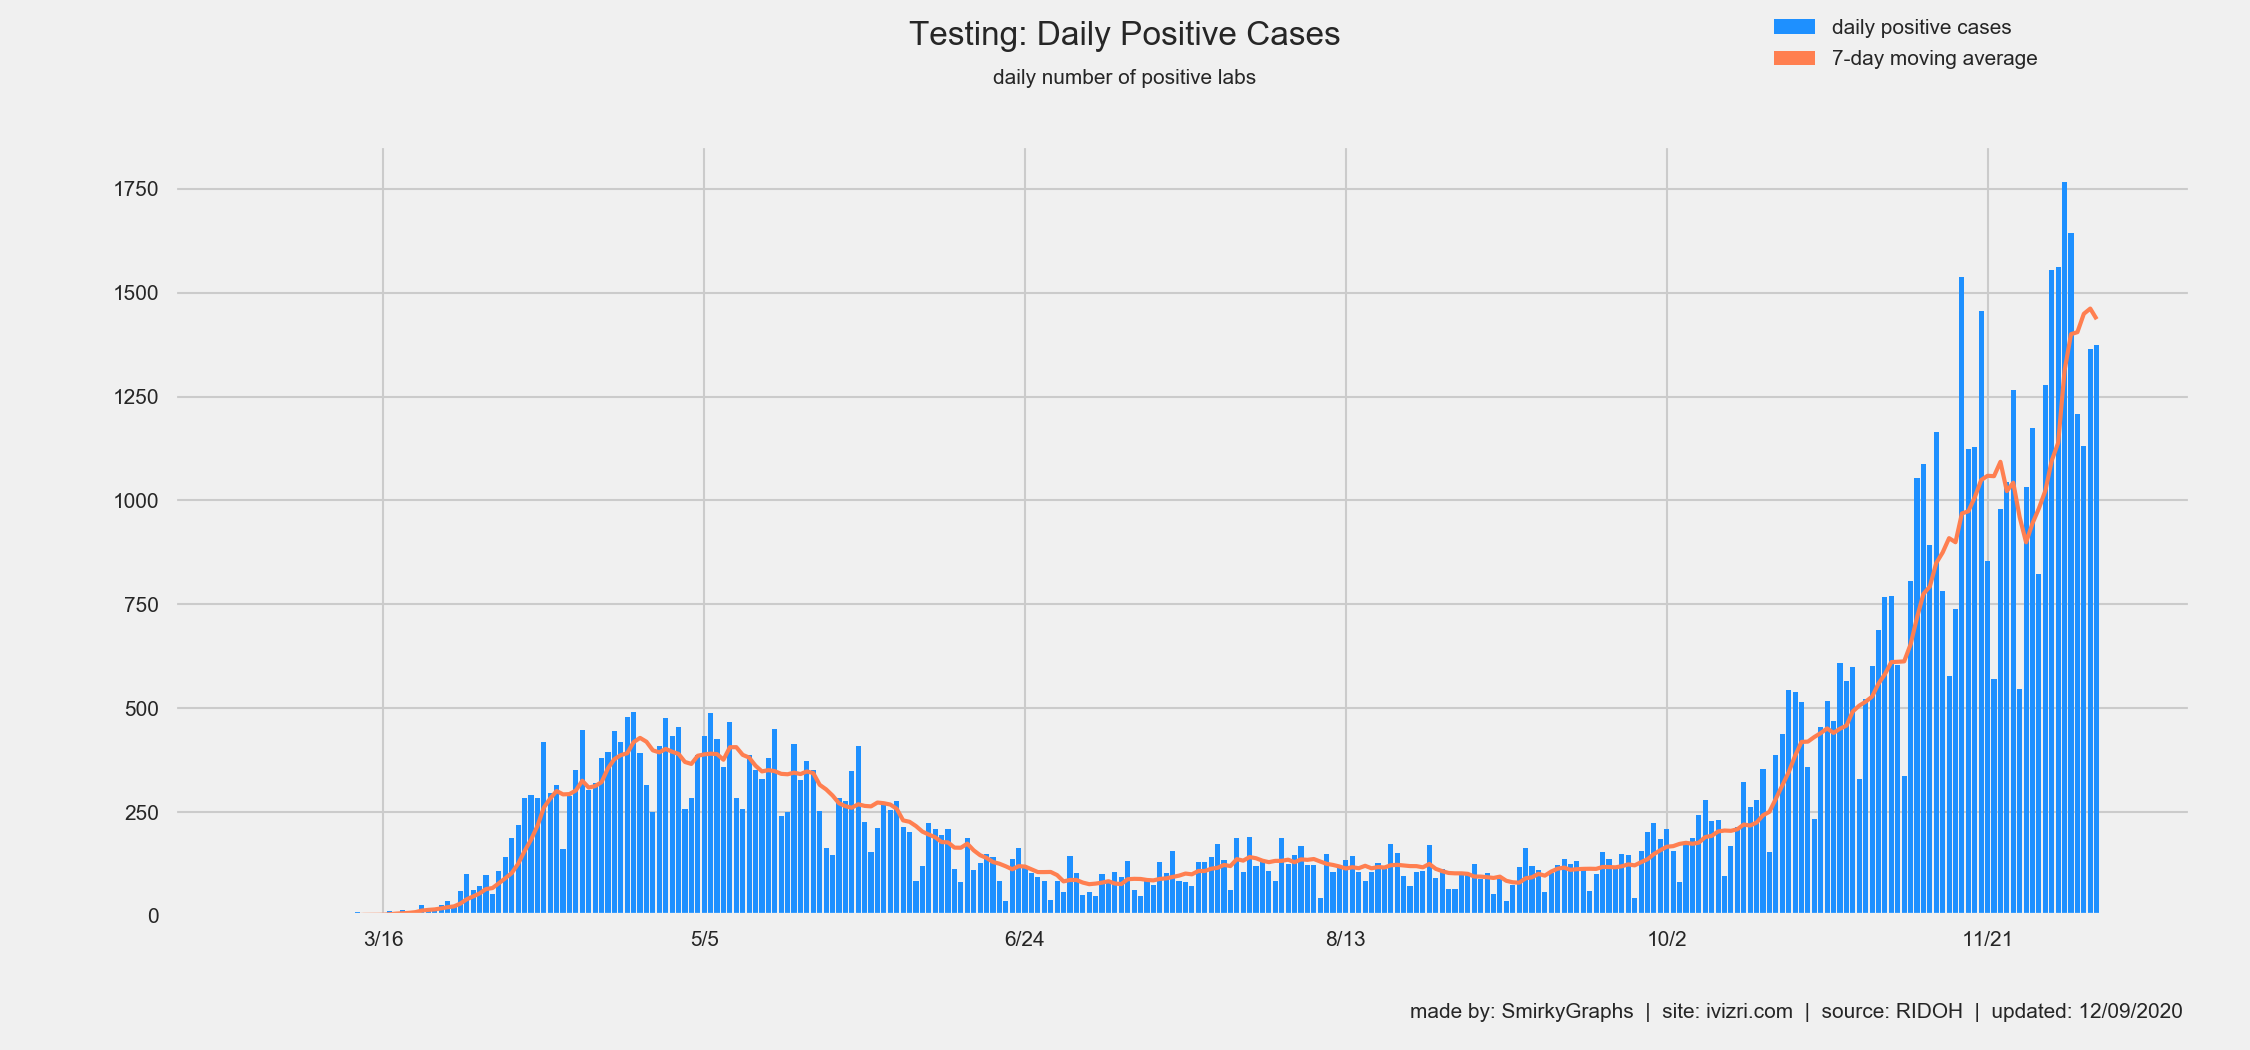 Testing: Daily Positive Cases
daily number of positive labs
daily positive cases
7-day moving average
1750
1500
1250
1000
750
500
250
0
3/16 5/5 6/24 8/13 10/2 11/21
made by: SmirkyGraphs | site: ivizri.com | source: RIDOH | updated: 12/09/2020